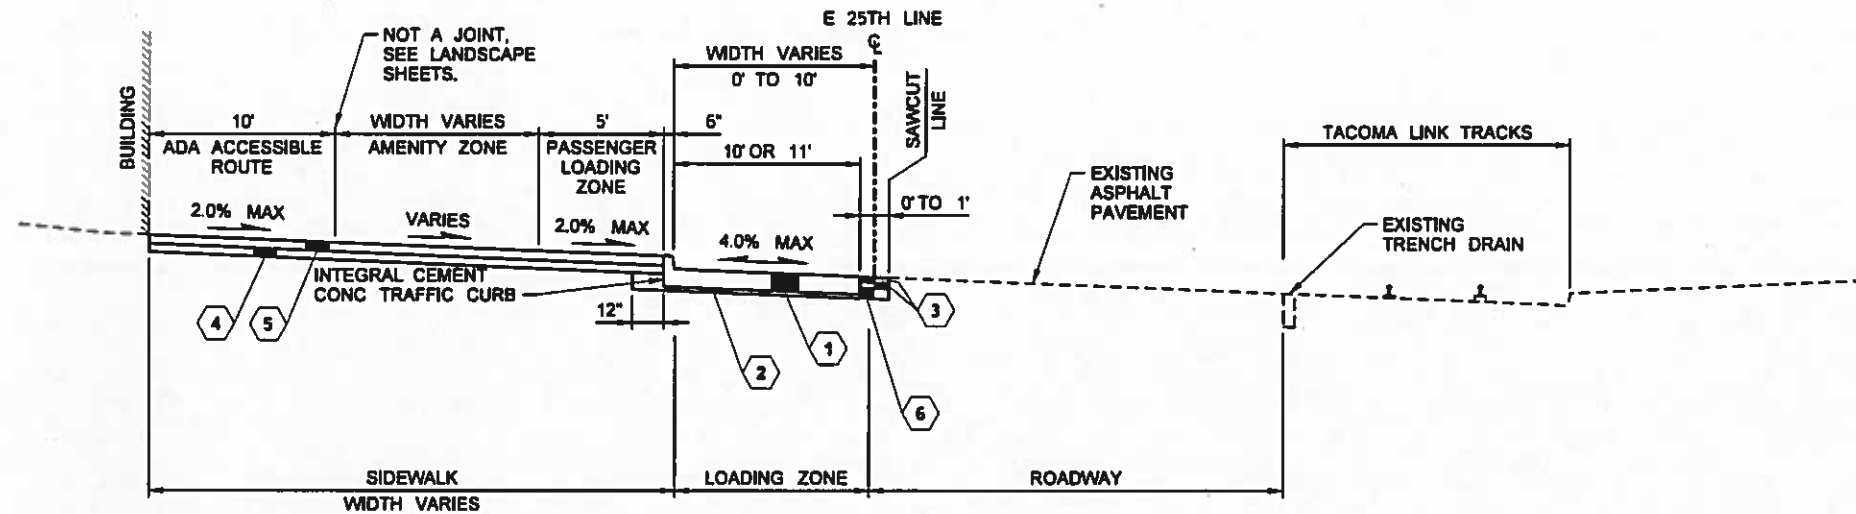 E 25TH LINE
℄
NOT A JOINT,
SEE LANDSCAPE
SHEETS.
WIDTH VARIES
0' TO 10'
SAWCUT
LINE
BUILDING
10'
ADA ACCESSIBLE
ROUTE
WIDTH VARIES
AMENITY ZONE
5'
PASSENGER
LOADING
ZONE
6"
10' OR 11'
TACOMA LINK TRACKS
EXISTING
ASPHALT
PAVEMENT
0' TO 1'
2.0% MAX
VARIES
2.0% MAX
4.0% MAX
EXISTING
TRENCH DRAIN
INTEGRAL CEMENT
CONC TRAFFIC CURB
12"
4
5
3
1
2
6
SIDEWALK
WIDTH VARIES
LOADING ZONE
ROADWAY